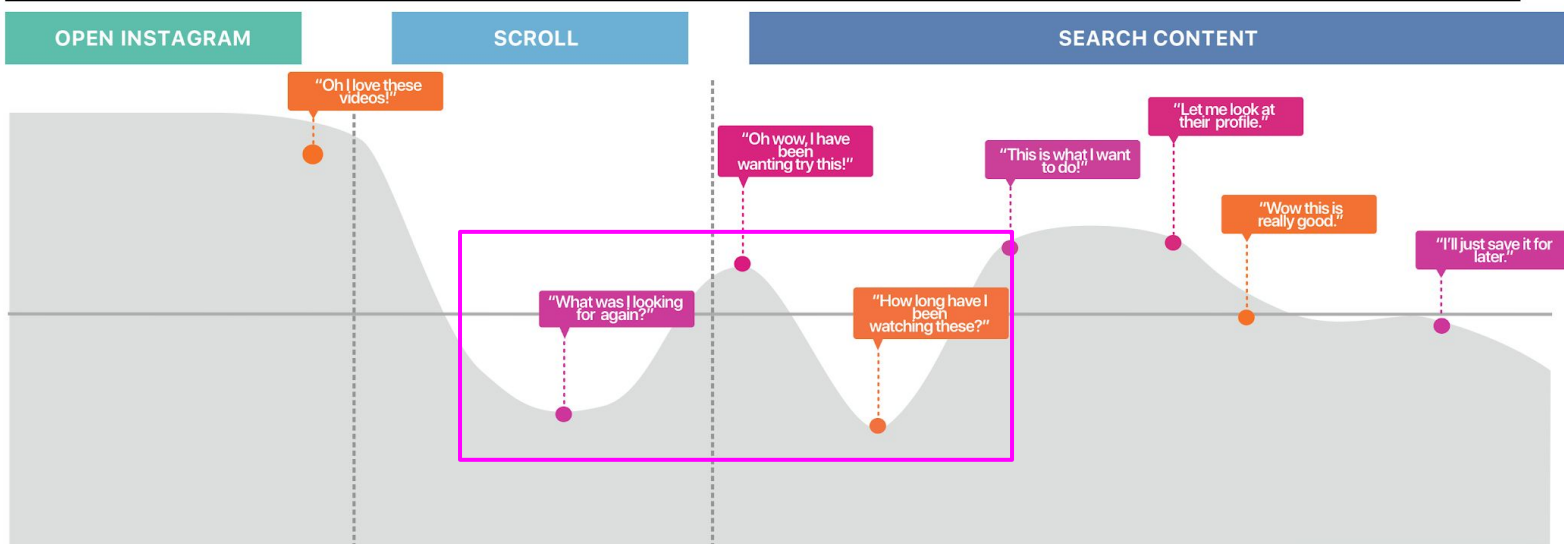 OPEN INSTAGRAM
SCROLL
SEARCH CONTENT
“Oh I love these
videos!”
“What was I looking
for again?”
“Oh wow, I have
been
wanting try this!”
“How long have I
been
watching these?”
“This is what I want
to do!”
“Let me look at
their profile.”
“Wow this is
really good.”
“I’ll just save it for
later.”